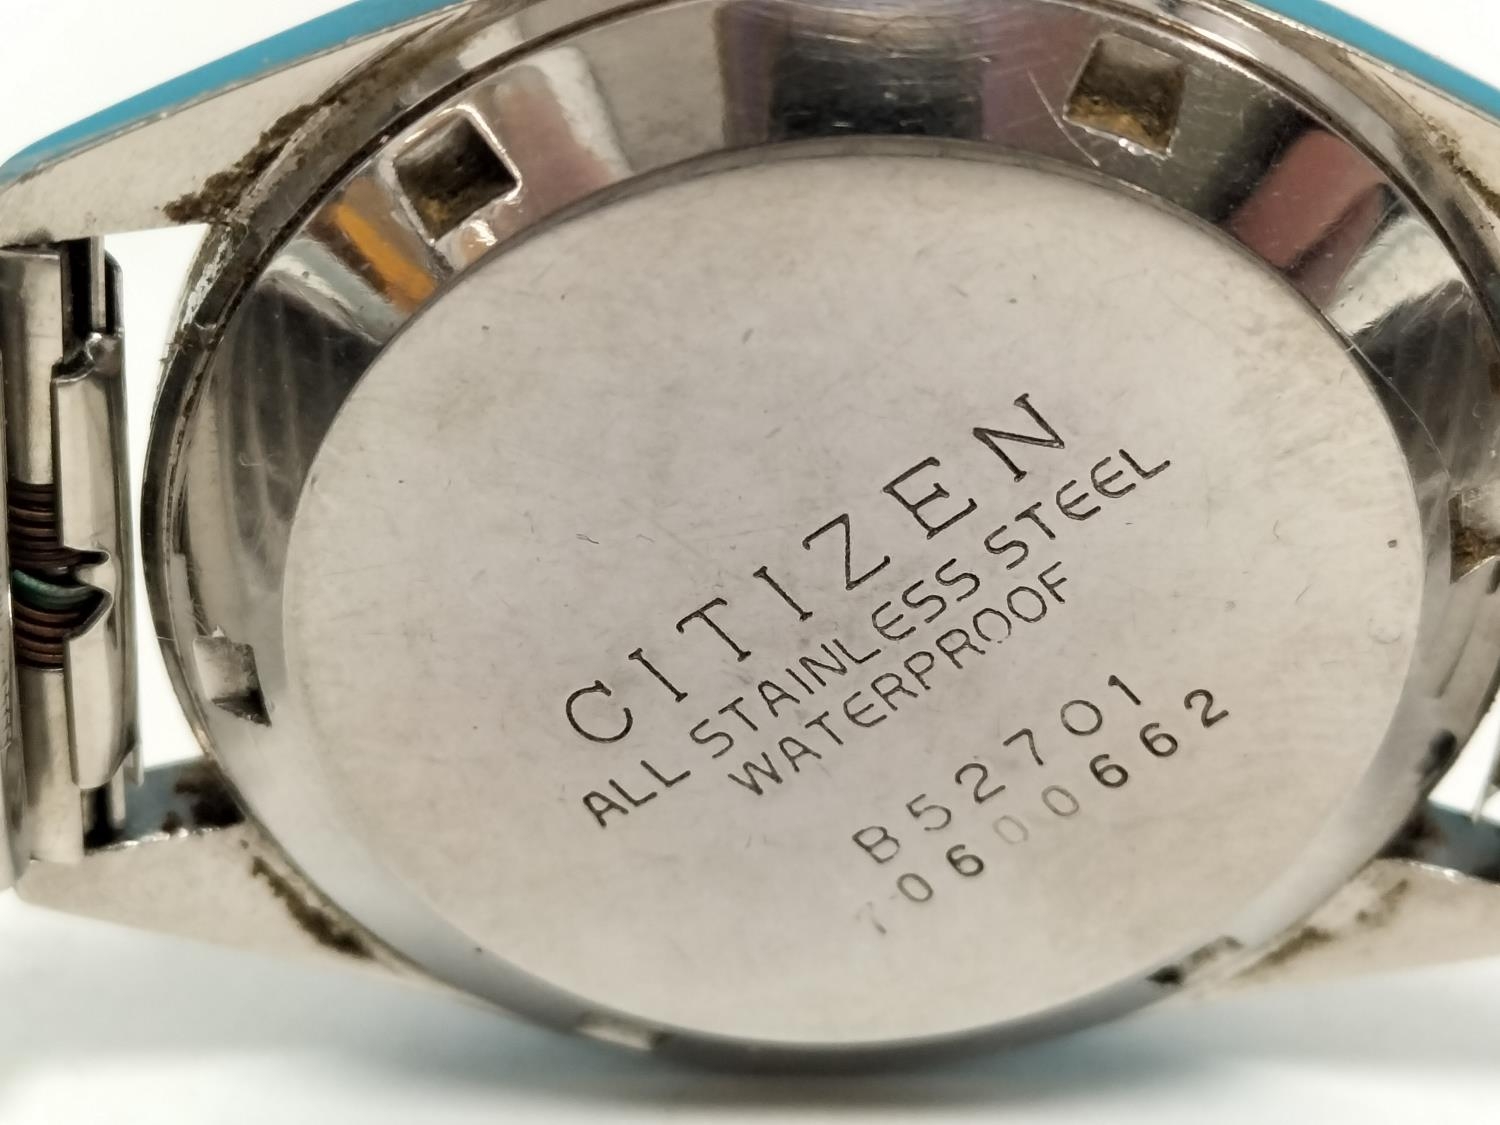 CITIZEN
ALL STAINLESS STEEL
WATERPROOF
B52701
70600662